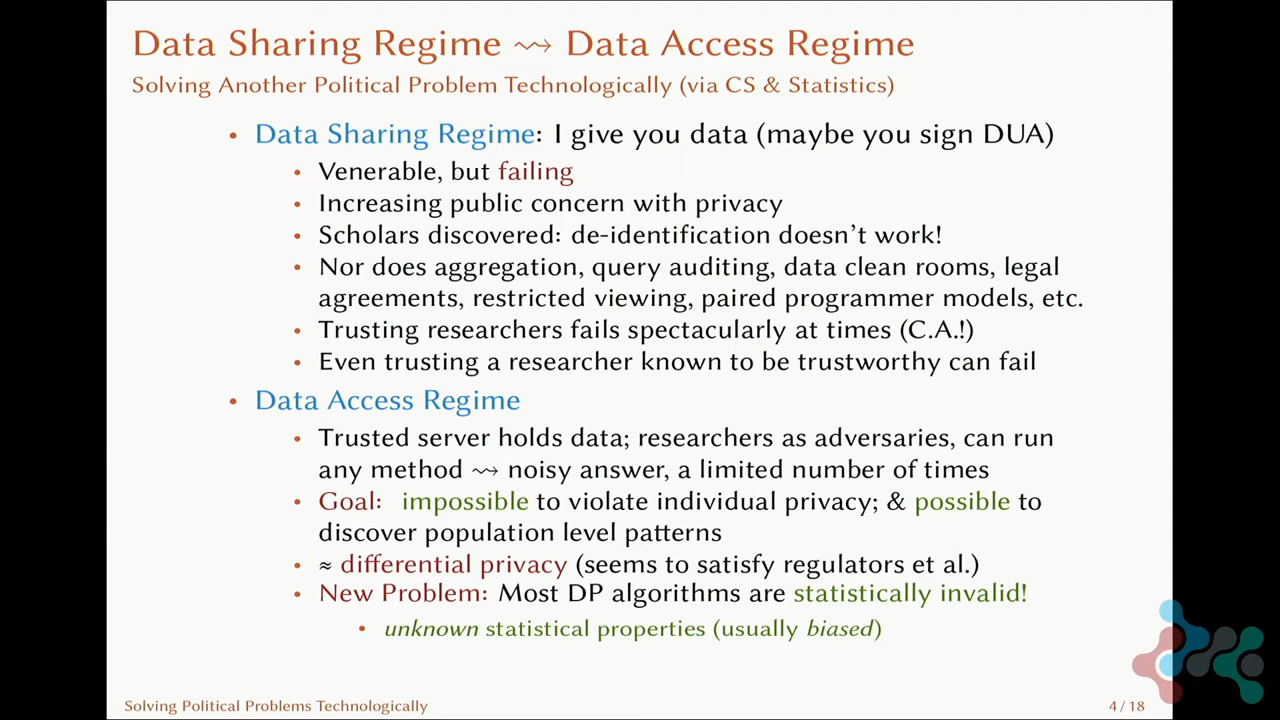 Data Sharing Regime ⇝ Data Access Regime
Solving Another Political Problem Technologically (via CS & Statistics)
• Data Sharing Regime: I give you data (maybe you sign DUA)
• Venerable, but failing
• Increasing public concern with privacy
• Scholars discovered: de-identification doesn't work!
• Nor does aggregation, query auditing, data clean rooms, legal
agreements, restricted viewing, paired programmer models, etc.
• Trusting researchers fails spectacularly at times (C.A.!)
• Even trusting a researcher known to be trustworthy can fail
• Data Access Regime
• Trusted server holds data; researchers as adversaries, can run
any method ⇝ noisy answer, a limited number of times
• Goal: impossible to violate individual privacy; & possible to
discover population level patterns
• ≈ differential privacy (seems to satisfy regulators et al.)
• New Problem: Most DP algorithms are statistically invalid!
• unknown statistical properties (usually biased)
Solving Political Problems Technologically
4 / 18